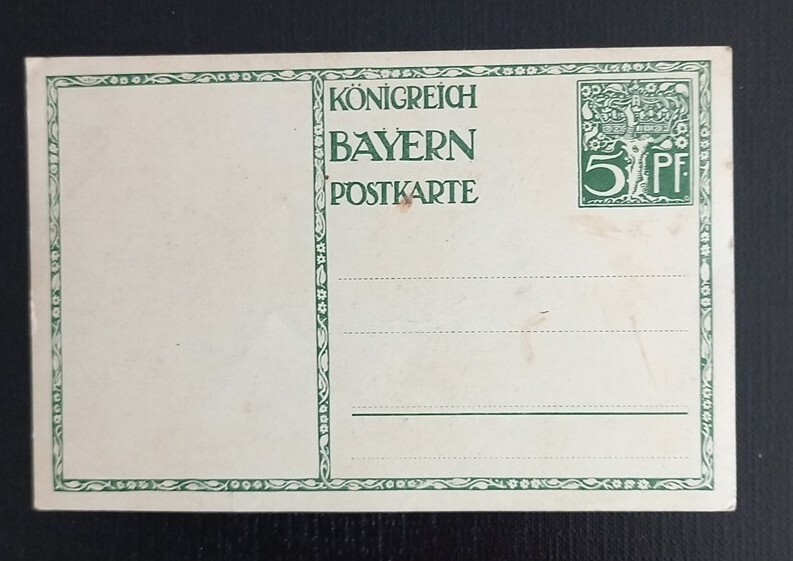 KÖNIGREICH
BAYERN
POSTKARTE
5 PF.